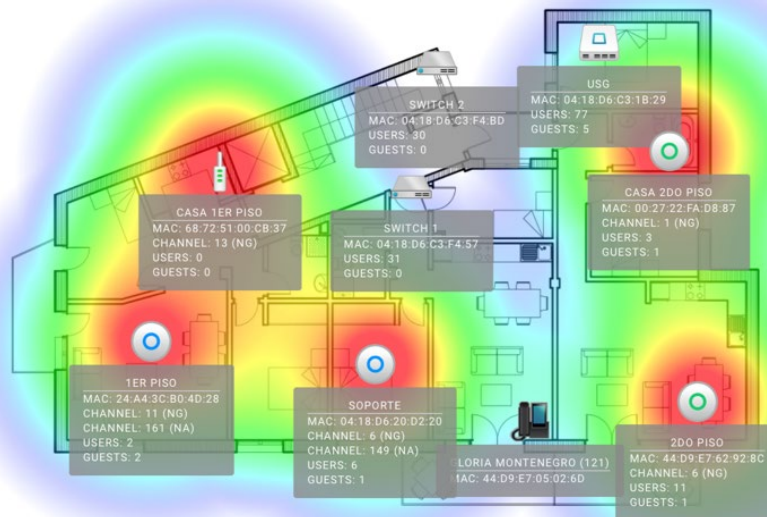 USG
MAC: 04:18:D6:C3:1B:29
USERS: 77
GUESTS: 5
SWITCH 2
MAC: 04:18:D6:C3:F4:BD
USERS: 30
GUESTS: 0
CASA 2DO PISO
MAC: 00:27:22:FA:D8:87
CHANNEL: 1 (NG)
USERS: 3
GUESTS: 1
CASA 1ER PISO
MAC: 68:72:51:00:CB:37
CHANNEL: 13 (NG)
USERS: 0
GUESTS: 0
SWITCH 1
MAC: 04:18:D6:C3:F4:57
USERS: 31
GUESTS: 0
1ER PISO
MAC: 24:A4:3C:B0:4D:28
CHANNEL: 11 (NG)
CHANNEL: 161 (NA)
USERS: 2
GUESTS: 2
SOPORTE
MAC: 04:18:D6:20:D2:20
CHANNEL: 6 (NG)
CHANNEL: 149 (NA)
USERS: 6
GUESTS: 1
LORIA MONTENEGRO (121)
MAC: 44:D9:E7:05:02:6D
2DO PISO
MAC: 44:D9:E7:62:92:8C
CHANNEL: 6 (NG)
USERS: 11
GUESTS: 1